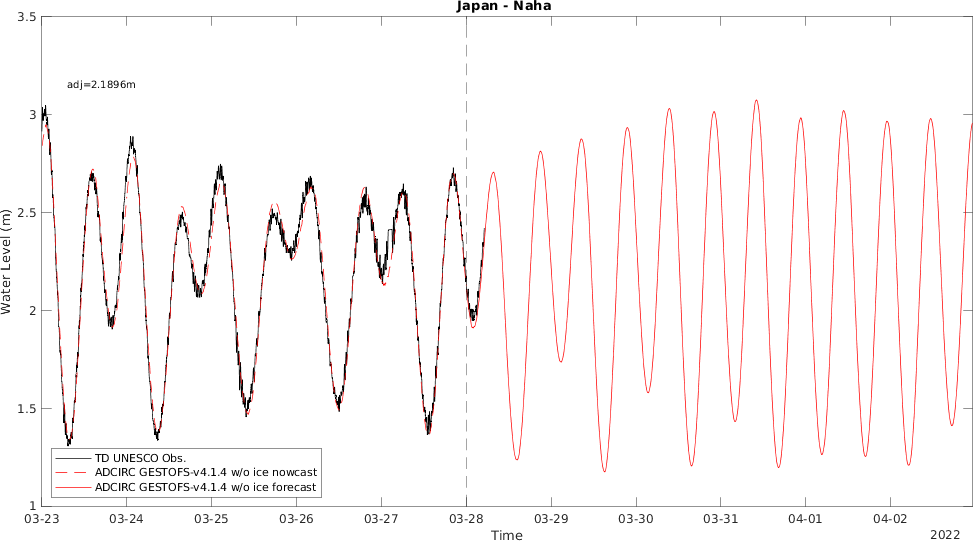 Japan - Naha
3.5
adj=2.1896m
3
2.5
Water Level (m)
2
1.5
TD UNESCO Obs.
ADCIRC GESTOFS-v4.1.4 w/o ice nowcast
ADCIRC GESTOFS-v4.1.4 w/o ice forecast
1
03-23 03-24 03-25 03-26 03-27 03-28 03-29 03-30 03-31 04-01 04-02
Time
2022